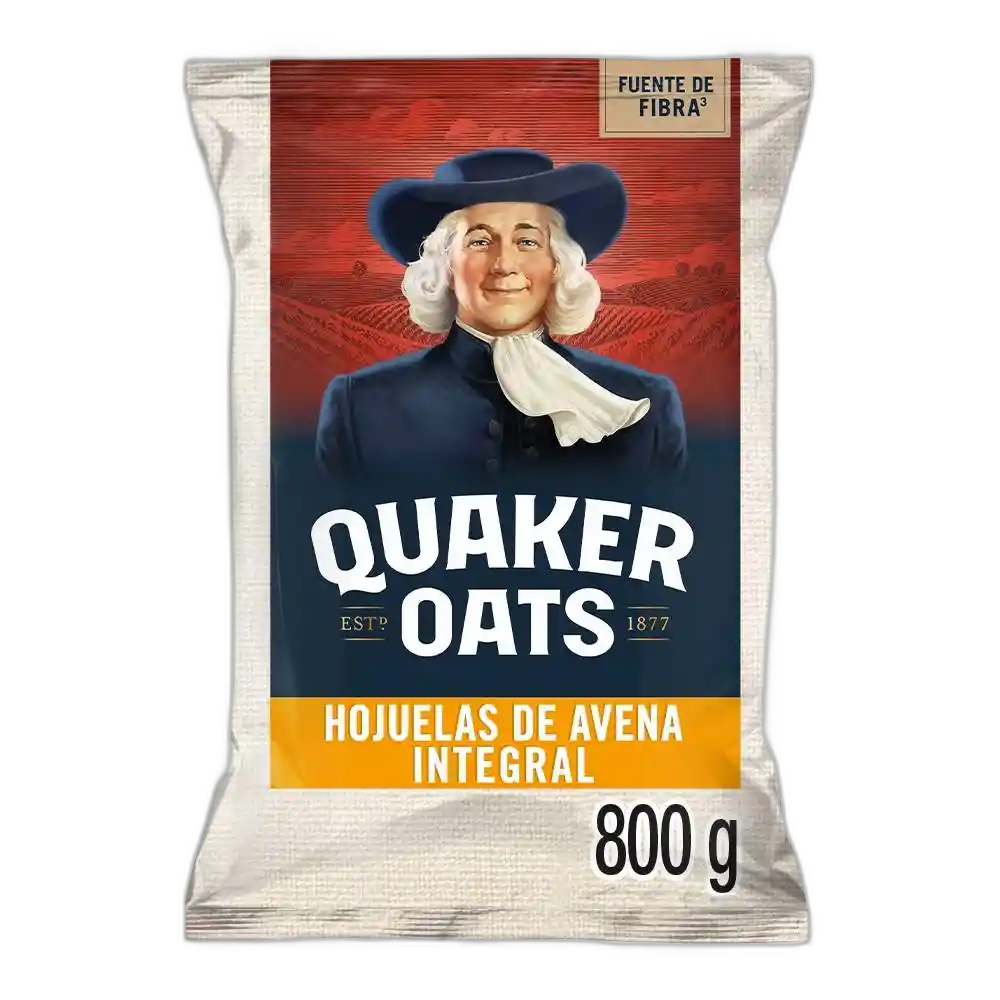 FUENTE DE
FIBRA³
QUAKER
OATS
ESTᴰ 1877
HOJUELAS DE AVENA
INTEGRAL
800 g